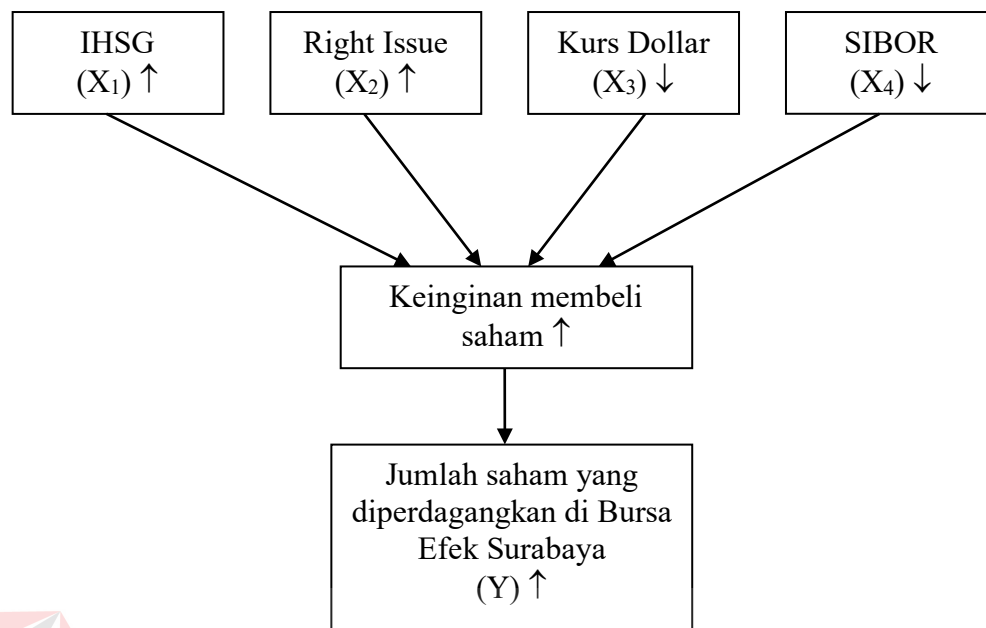 IHSG
(X₁) ↑
Right Issue
(X₂) ↑
Kurs Dollar
(X₃) ↓
SIBOR
(X₄) ↓
Keinginan membeli
saham ↑
Jumlah saham yang
diperdagangkan di Bursa
Efek Surabaya
(Y) ↑